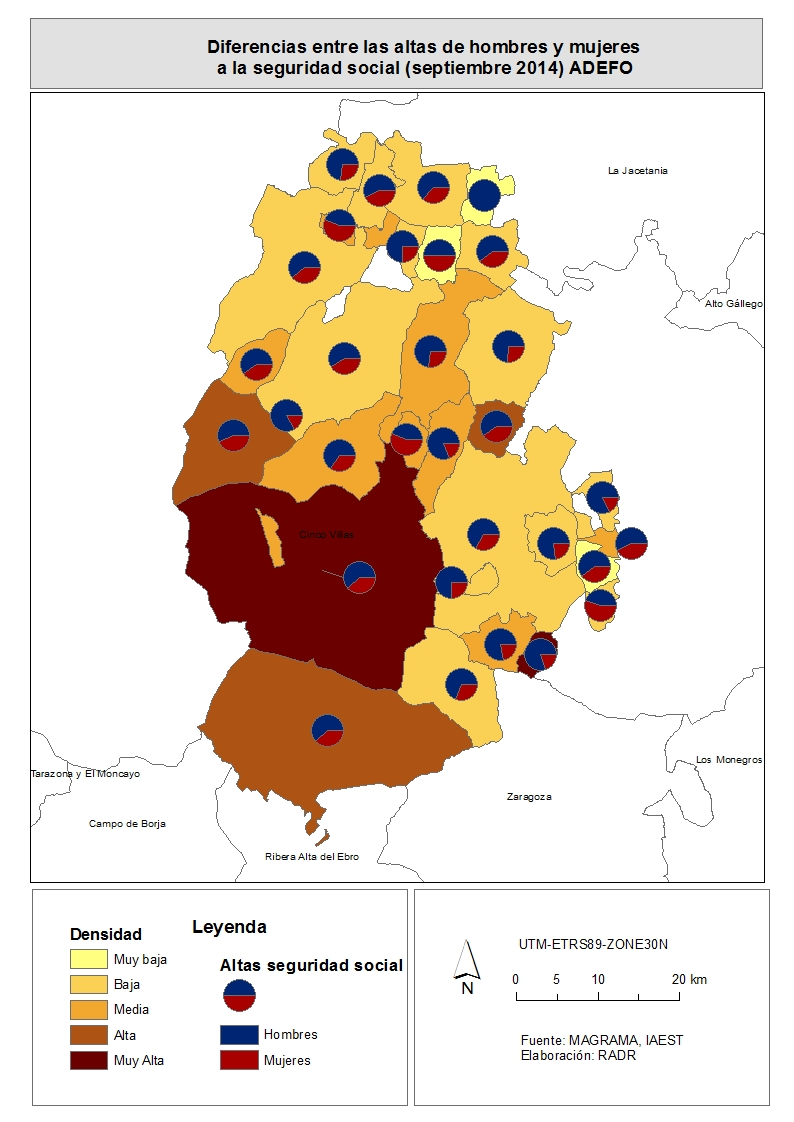 Diferencias entre las altas de hombres y mujeres
a la seguridad social (septiembre 2014) ADEFO
La Jacetania
Alto Gállego
Cinco Villas
Los Monegros
Tarazona y El Moncayo
Zaragoza
Campo de Borja
Ribera Alta del Ebro
Leyenda
Densidad
Muy baja
Baja
Media
Alta
Muy Alta
Altas seguridad social
Hombres
Mujeres
UTM-ETRS89-ZONE30N
N
0 5 10 20 km
Fuente: MAGRAMA, IAEST
Elaboración: RADR